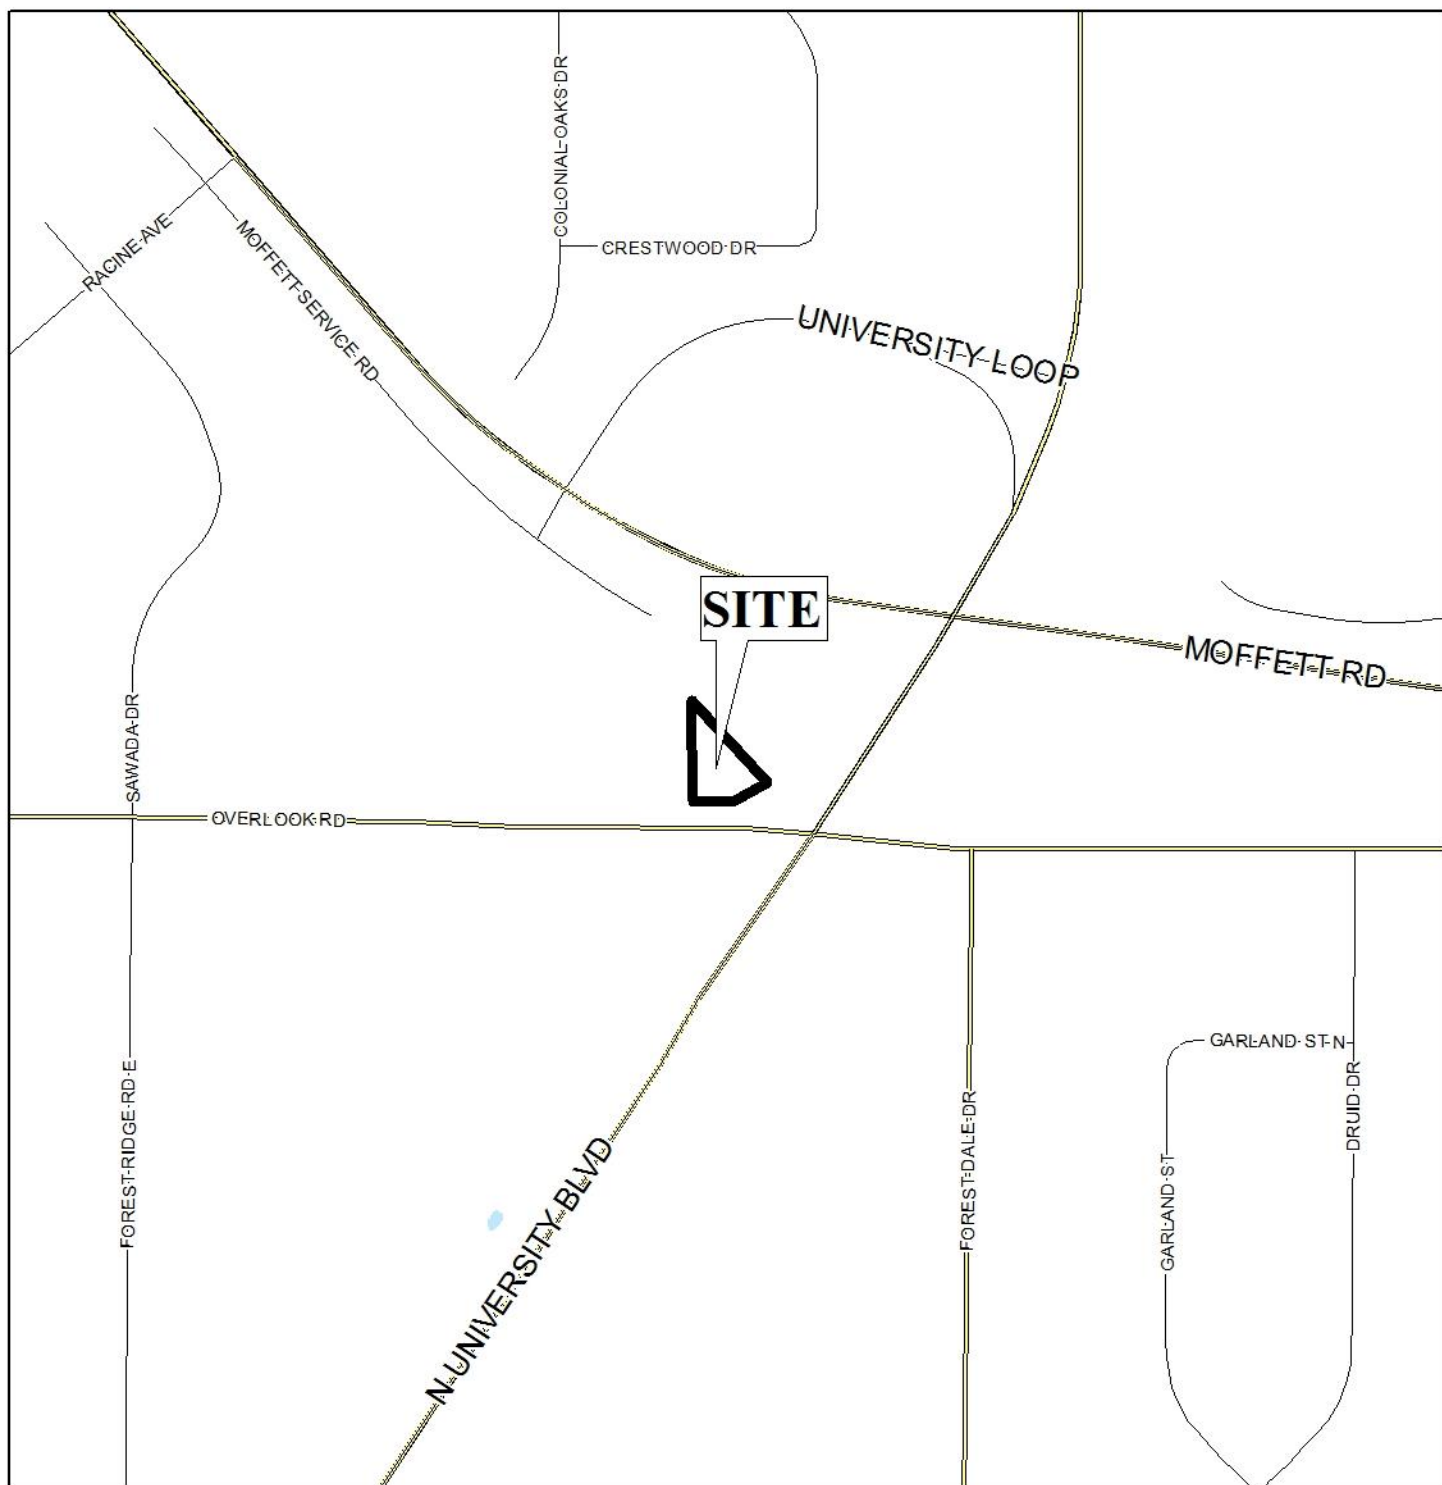 COLONIAL OAKS DR
RACINE AVE
MOFFETT SERVICE RD
CRESTWOOD DR
UNIVERSITY LOOP
SITE
MOFFETT RD
SAWADA DR
OVERLOOK RD
FOREST RIDGE RD E
N UNIVERSITY BLVD
FOREST DALE DR
GARLAND ST N
GARLAND ST
DRUID DR